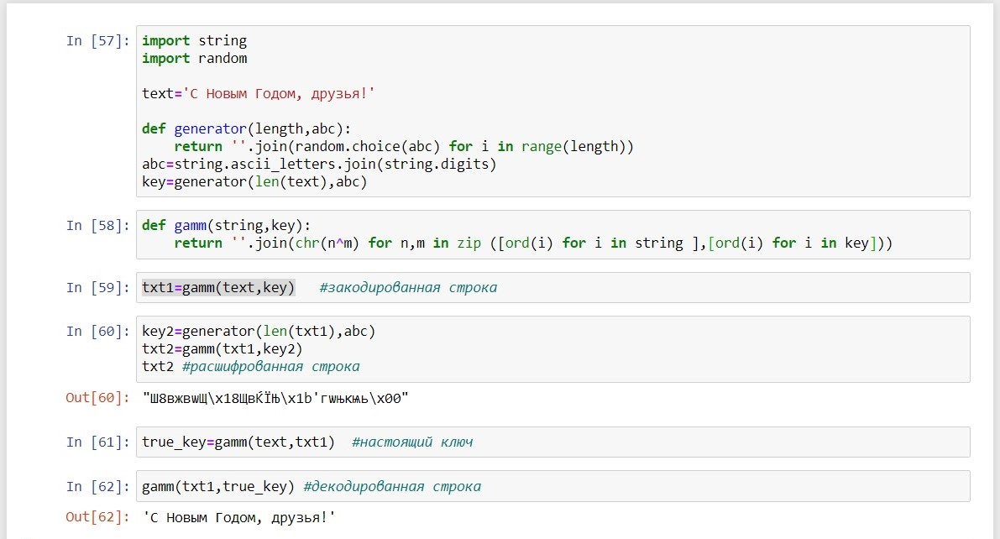 In [57]: import string
import random
text='С Новым Годом, друзья!'
def generator(length,abc):
    return ''.join(random.choice(abc) for i in range(length))
abc=string.ascii_letters.join(string.digits)
key=generator(len(text),abc)
In [58]: def gamm(string,key):
    return ''.join(chr(n^m) for n,m in zip ([ord(i) for i in string ],[ord(i) for i in key]))
In [59]: txt1=gamm(text,key)   #закодированная строка
In [60]: key2=generator(len(txt1),abc)
txt2=gamm(txt1,key2)
txt2 #расшифрованная строка
Out[60]: "Ш8вжвwЩ\x18ЩвЌЇЊ\x1b'гwњкѩь\x00"
In [61]: true_key=gamm(text,txt1)  #настоящий ключ
In [62]: gamm(txt1,true_key) #декодированная строка
Out[62]: 'С Новым Годом, друзья!'